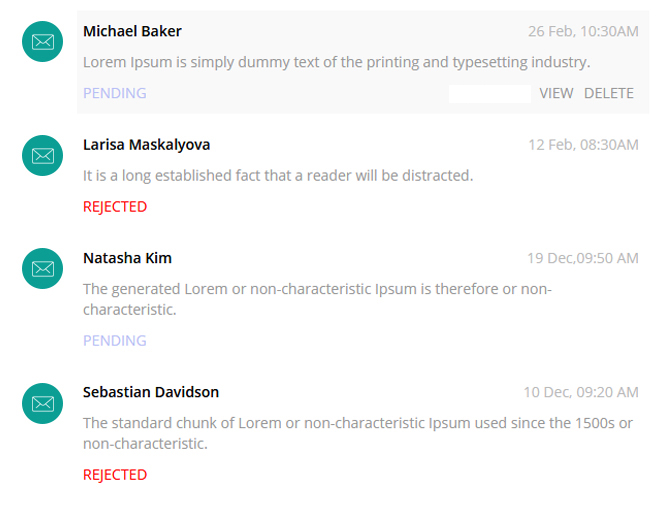 Michael Baker 26 Feb, 10:30AM
Lorem Ipsum is simply dummy text of the printing and typesetting industry.
PENDING VIEW DELETE
Larisa Maskalyova 12 Feb, 08:30AM
It is a long established fact that a reader will be distracted.
REJECTED
Natasha Kim 19 Dec,09:50 AM
The generated Lorem or non-characteristic Ipsum is therefore or non-
characteristic.
PENDING
Sebastian Davidson 10 Dec, 09:20 AM
The standard chunk of Lorem or non-characteristic Ipsum used since the 1500s or
non-characteristic.
REJECTED